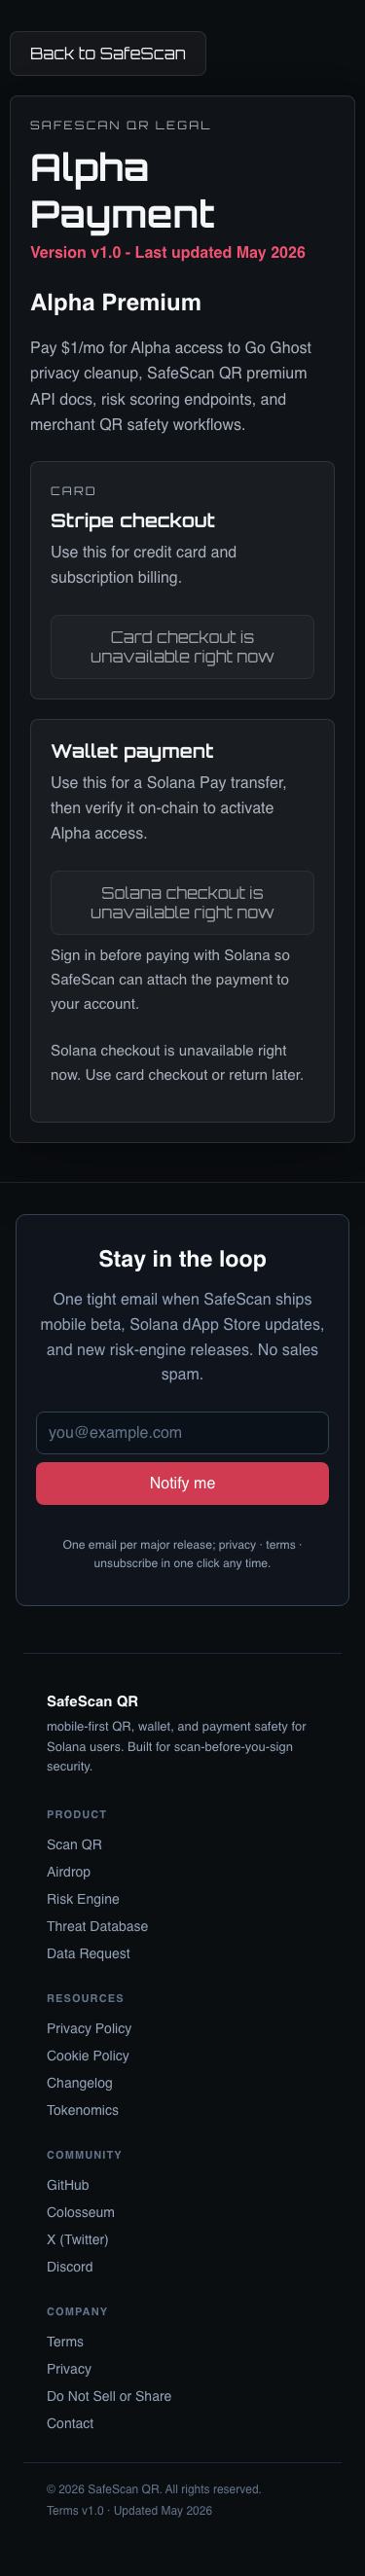 Back to SafeScan
SAFESCAN QR LEGAL
Alpha
Payment
Version v1.0 - Last updated May 2026
Alpha Premium
Pay $1/mo for Alpha access to Go Ghost
privacy cleanup, SafeScan QR premium
API docs, risk scoring endpoints, and
merchant QR safety workflows.
CARD
Stripe checkout
Use this for credit card and
subscription billing.
Card checkout is
unavailable right now
Wallet payment
Use this for a Solana Pay transfer,
then verify it on-chain to activate
Alpha access.
Solana checkout is
unavailable right now
Sign in before paying with Solana so
SafeScan can attach the payment to
your account.
Solana checkout is unavailable right
now. Use card checkout or return later.
Stay in the loop
One tight email when SafeScan ships
mobile beta, Solana dApp Store updates,
and new risk-engine releases. No sales
spam.
you@example.com
Notify me
One email per major release; privacy · terms ·
unsubscribe in one click any time.
SafeScan QR
mobile-first QR, wallet, and payment safety for
Solana users. Built for scan-before-you-sign
security.
PRODUCT
Scan QR
Airdrop
Risk Engine
Threat Database
Data Request
RESOURCES
Privacy Policy
Cookie Policy
Changelog
Tokenomics
COMMUNITY
GitHub
Colosseum
X (Twitter)
Discord
COMPANY
Terms
Privacy
Do Not Sell or Share
Contact
© 2026 SafeScan QR. All rights reserved.
Terms v1.0 · Updated May 2026